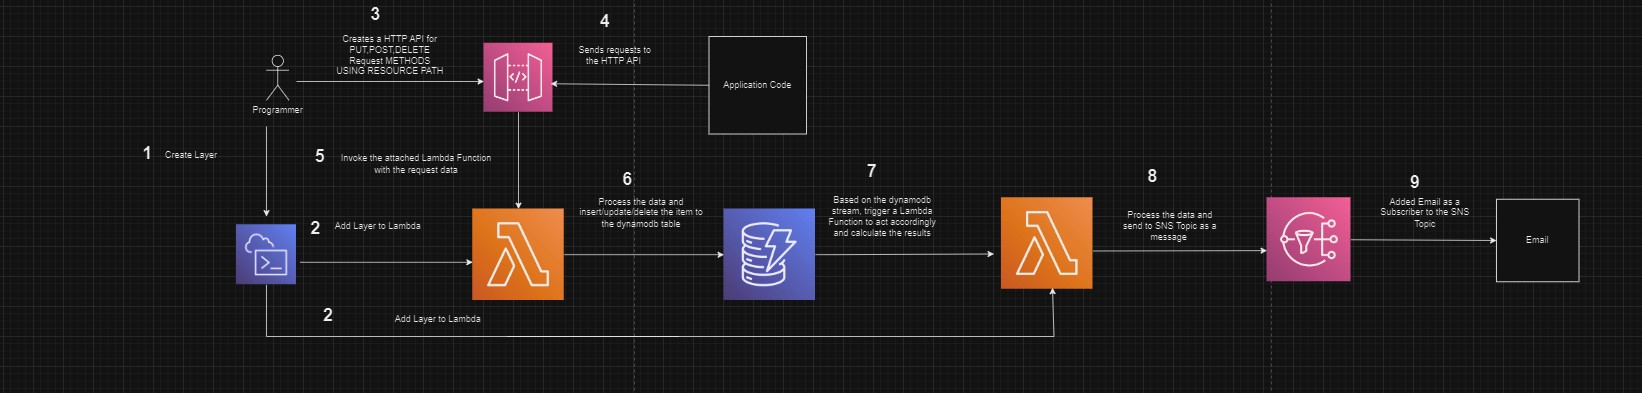 3
Creates a HTTP API for
PUT,POST,DELETE
Request METHODS
USING RESOURCE PATH
4
Sends requests to
the HTTP API
Application Code
Programmer
1
Create Layer
5
Invoke the attached Lambda Function
with the request data
2
Add Layer to Lambda
6
Process the data and
insert/update/delete the item to
the dynamodb table
7
Based on the dynamodb
stream, trigger a Lambda
Function to act accordingly
and calculate the results
8
Process the data and
send to SNS Topic as a
message
9
Added Email as a
Subscriber to the SNS
Topic
Email
2
Add Layer to Lambda